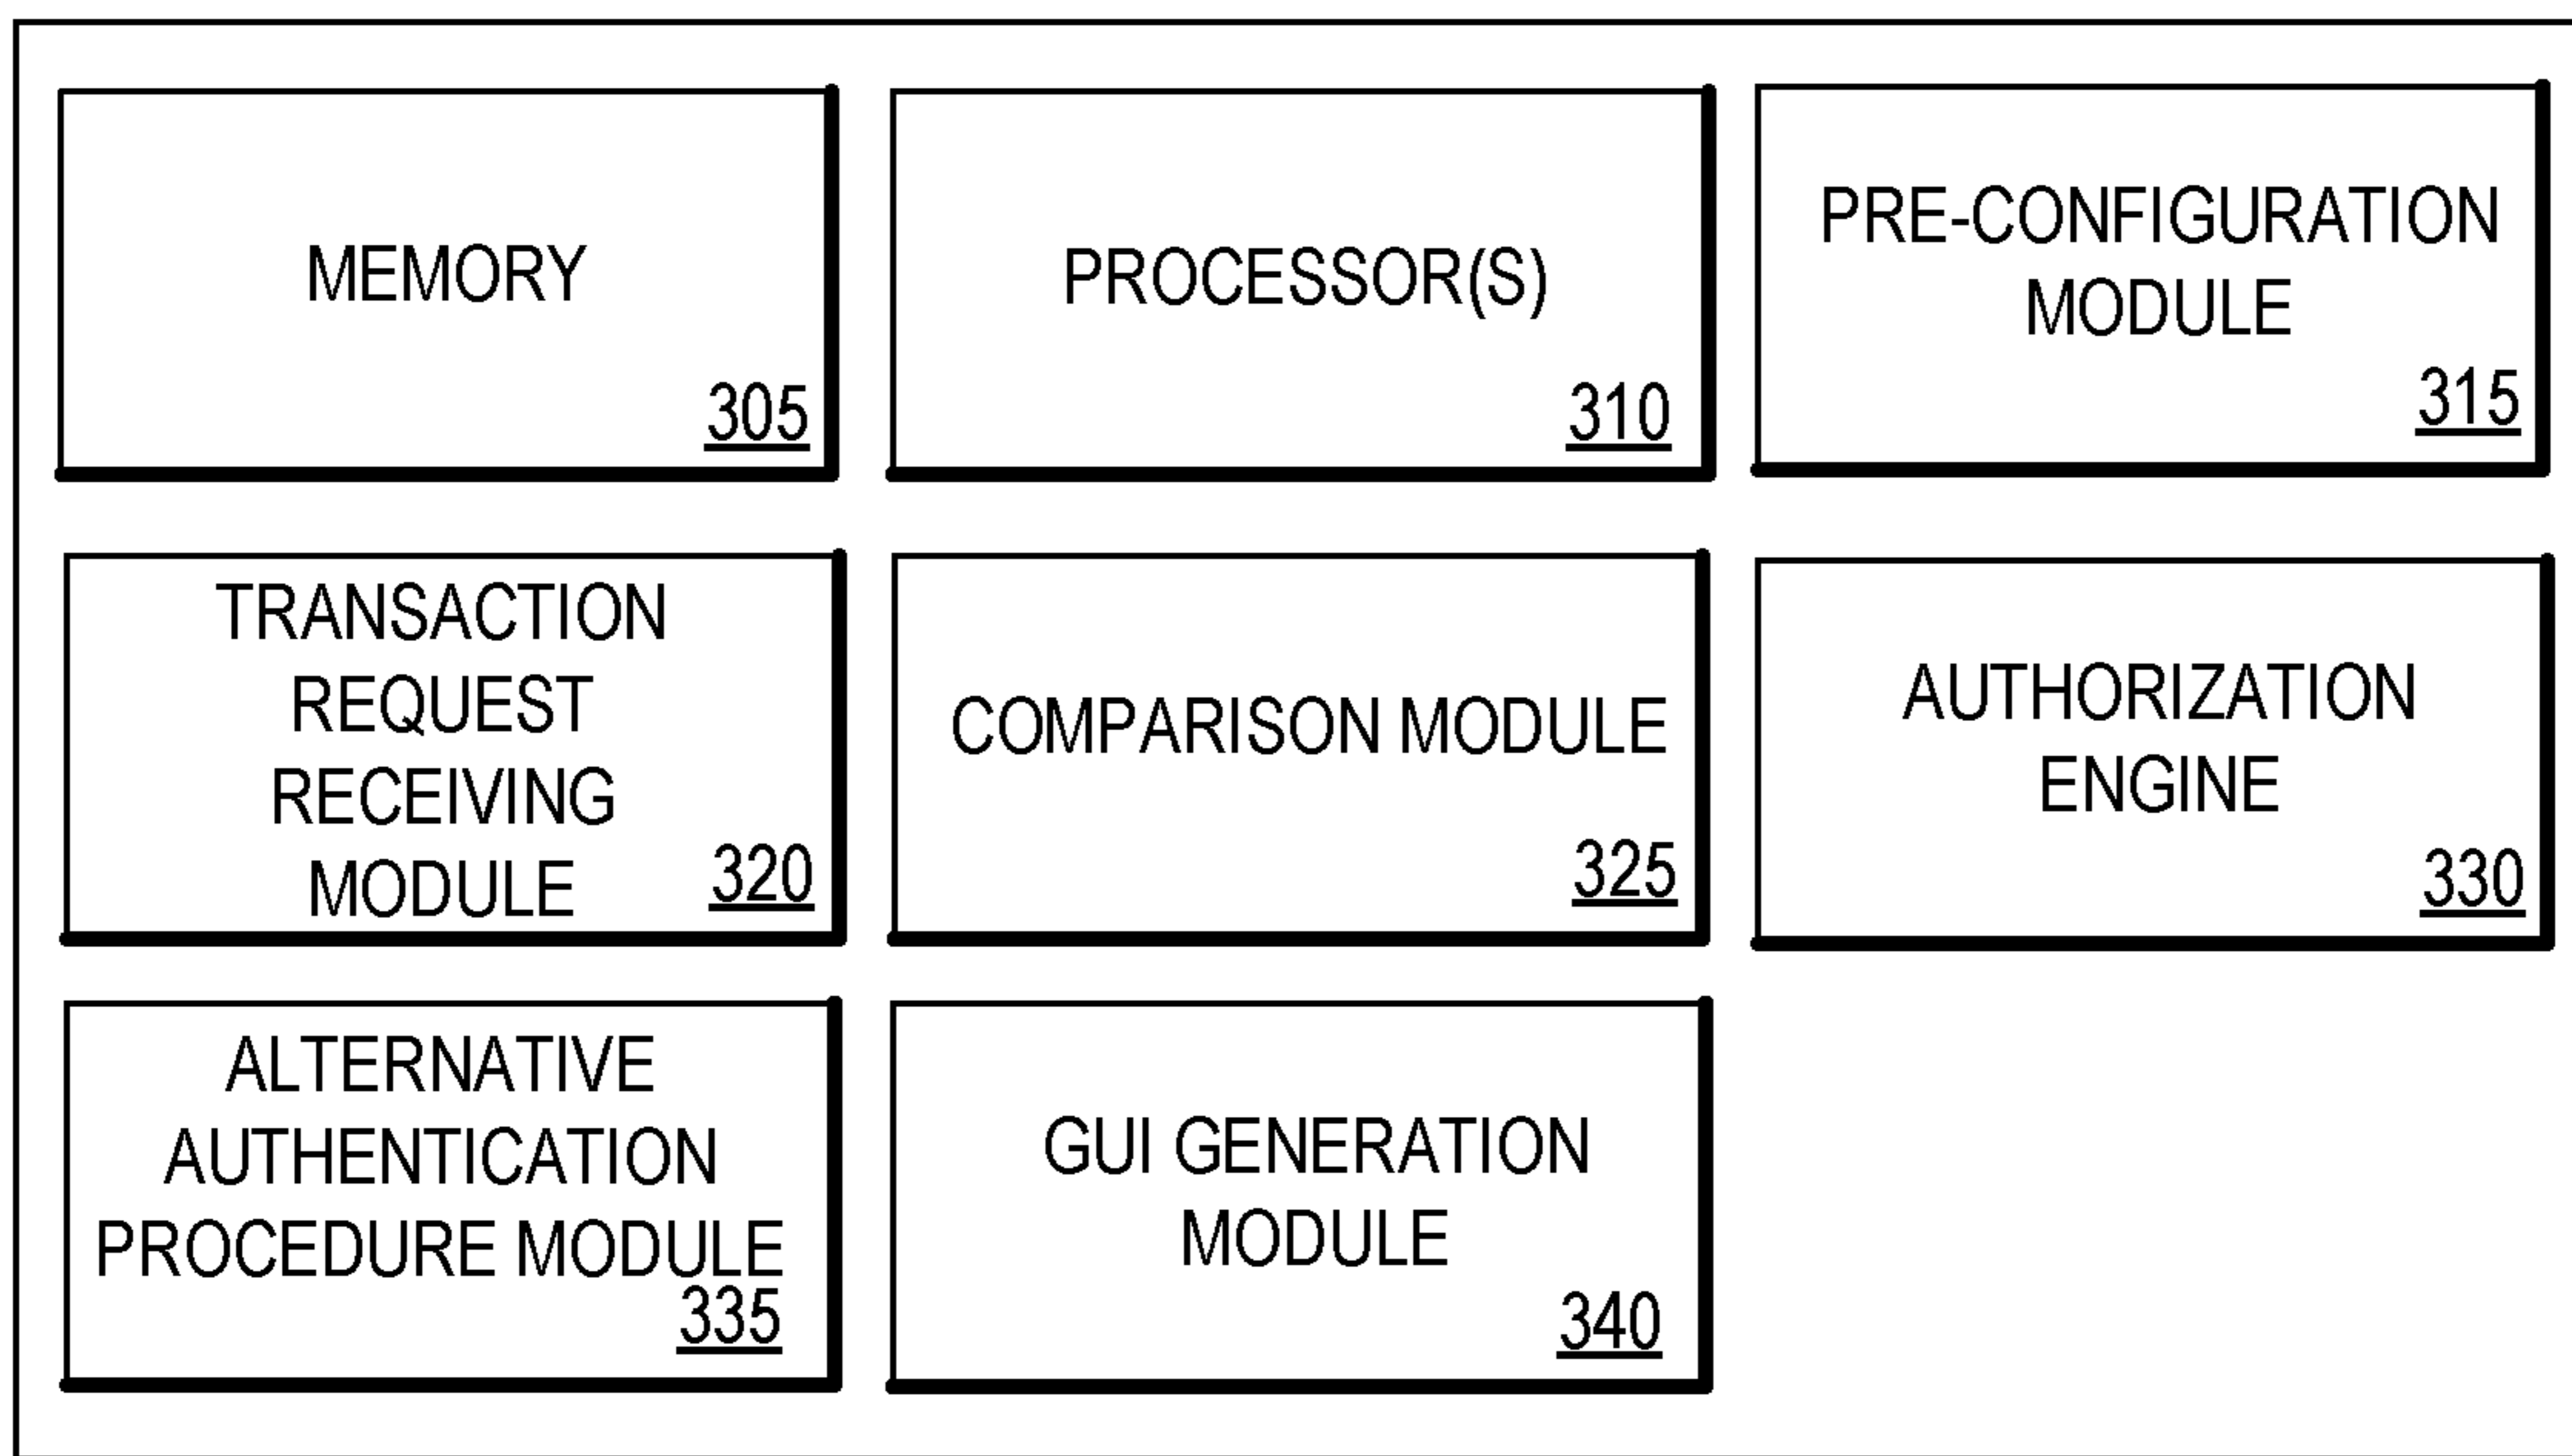 MEMORY
305
PROCESSOR(S)
310
PRE-CONFIGURATION
MODULE
315
TRANSACTION
REQUEST
RECEIVING
MODULE
320
COMPARISON MODULE
325
AUTHORIZATION
ENGINE
330
ALTERNATIVE
AUTHENTICATION
PROCEDURE MODULE
335
GUI GENERATION
MODULE
340